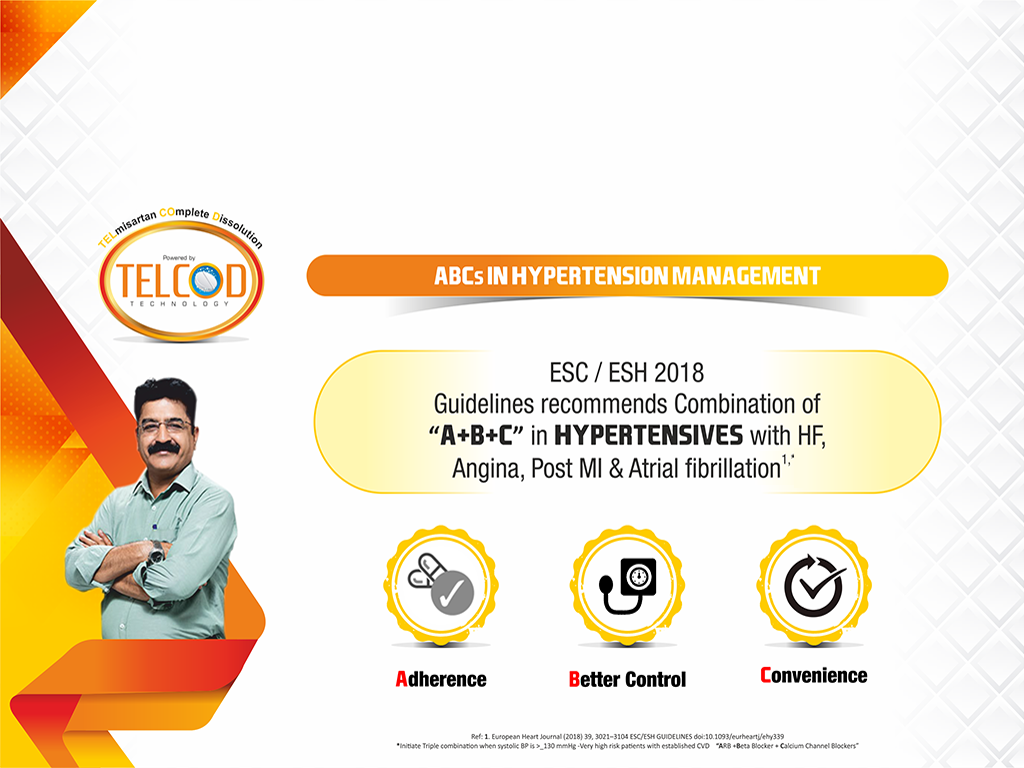 TELmisartan COmplete Dissolution
Powered by
TELCOD
TECHNOLOGY
ABCs IN HYPERTENSION MANAGEMENT
ESC / ESH 2018
Guidelines recommends Combination of
“A+B+C” in HYPERTENSIVES with HF,
Angina, Post MI & Atrial fibrillation1,*
Adherence
Better Control
Convenience
Ref: 1. European Heart Journal (2018) 39, 3021–3104 ESC/ESH GUIDELINES doi:10.1093/eurheartj/ehy339
*Initiate Triple combination when systolic BP is >_130 mmHg -Very high risk patients with established CVD “ARB +Beta Blocker + Calcium Channel Blockers”